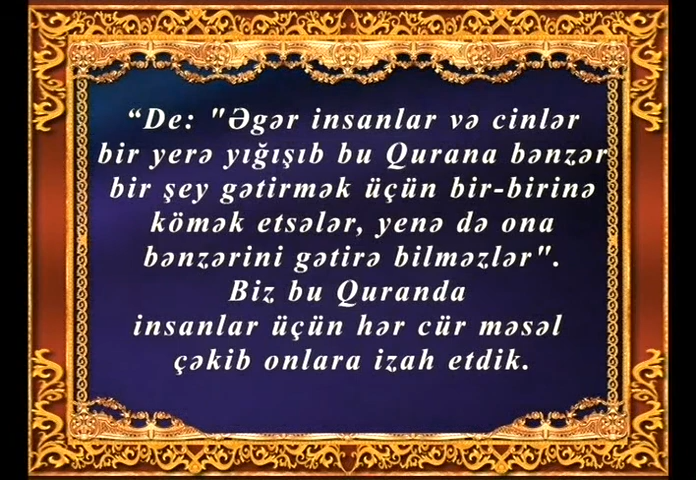 “De: "Əgər insanlar və cinlər
bir yerə yığışıb bu Qurana bənzər
bir şey gətirmək üçün bir-birinə
kömək etsələr, yenə də ona
bənzərini gətirə bilməzlər".
Biz bu Quranda
insanlar üçün hər cür məsəl
çəkib onlara izah etdik.